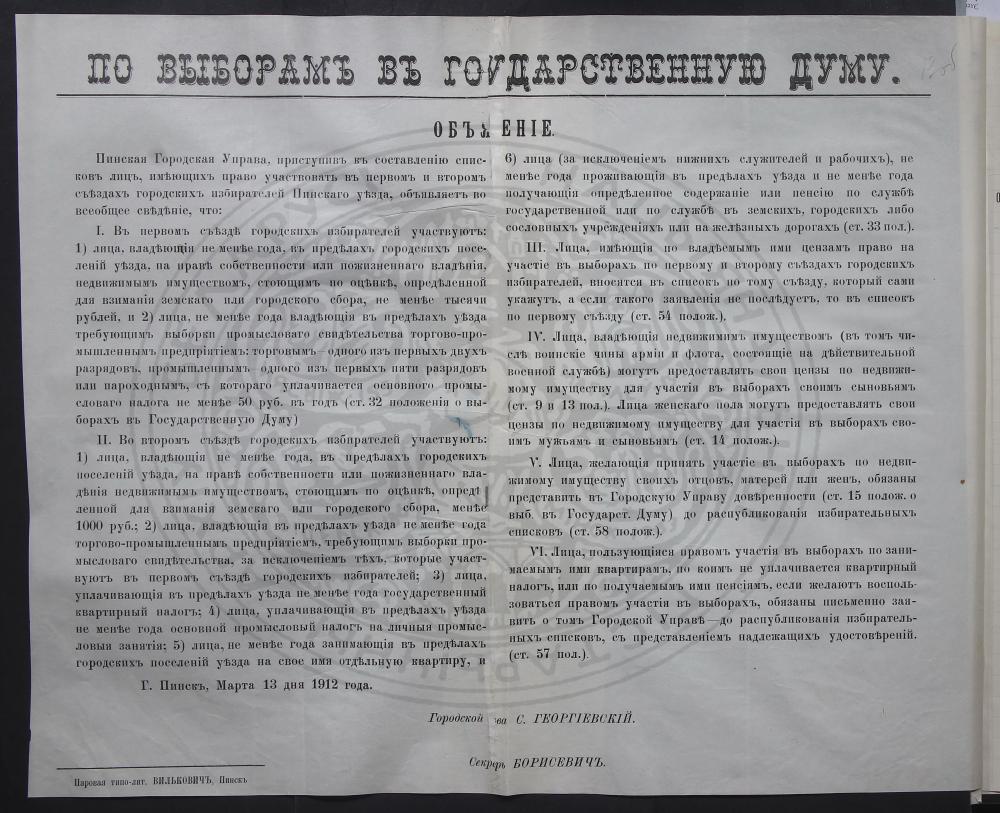 ПО ВЫБОРАМЪ ВЪ ГОСУДАРСТВЕННУЮ ДУМУ.
Пинская Городская Управа, приступивъ къ составленію спис-
ковъ лицъ, имѣющихъ право участвовать въ первомъ и второмъ
съѣздахъ городскихъ избирателей Пинскаго уѣзда, объявляетъ во
всеобщее свѣдѣніе, что:
I. Въ первомъ съѣздѣ городскихъ избирателей участвуютъ:
1) лица, владѣющія не менѣе года, въ предѣлахъ городскихъ посе-
леній уѣзда, на правѣ собственности или пожизненнаго владѣнія,
недвижимымъ имуществомъ, стоющимъ по оцѣнкѣ, опредѣленной
для взиманія земскаго или городского сбора, не менѣе тысячи
рублей, и 2) лица, не менѣе года владѣющія въ предѣлахъ уѣзда
требующимъ выборки промысловаго свидѣтельства торгово-про-
мышленнымъ предпріятіемъ: торговымъ—одного изъ первыхъ двухъ
разрядовъ, промышленнымъ—одного изъ первыхъ пяти разрядовъ
или пароходнымъ, съ котораго уплачивается основного промы-
словаго налога не менѣе 50 руб. въ годъ (ст. 32 положенія о вы-
борахъ въ Государственную Думу)
II. Во второмъ съѣздѣ городскихъ избирателей участвуютъ:
1) лица, владѣющія не менѣе года, въ предѣлахъ городскихъ
поселеній уѣзда, на правѣ собственности или пожизненнаго вла-
дѣнія недвижимымъ имуществомъ, стоющимъ по оцѣнкѣ, опредѣ
ленной для взиманія земскаго или городского сбора, менѣе
1000 руб.; 2) лица, владѣющія въ предѣлахъ уѣзда не менѣе года
торгово-промышленнымъ предпріятіемъ, требующимъ выборки про-
мысловаго свидѣтельства, за исключеніемъ тѣхъ, которые участ-
вуютъ въ первомъ съѣздѣ городскихъ избирателей; 3) лица,
уплачивающія въ предѣлахъ уѣзда не менѣе года государственный
квартирный налогъ; 4) лица, уплачивающія въ предѣлахъ уѣзда
не менѣе года основной промысловый налогъ на личныя промыс-
ловыя занятія; 5) лица, не менѣе года занимающія въ предѣлахъ
городскихъ поселеній уѣзда на свое имя отдѣльную квартиру, и
6) лица (за исключеніемъ нижнихъ служителей и рабочихъ), не
менѣе года проживающія въ предѣлахъ уѣзда и не менѣе года
получающія опредѣленное содержаніе или пенсію по службѣ
государственной или по службѣ въ земскихъ, городскихъ либо
сословныхъ учрежденіяхъ или на желѣзныхъ дорогахъ (ст. 33 пол.).
III. Лица, имѣющія по владѣемымъ ими цензамъ право на
участіе въ выборахъ по первому и второму съѣздахъ городскихъ
избирателей, вносятся въ списокъ по тому съѣзду, который сами
укажутъ, а если такого заявленія не послѣдуетъ, то въ списокъ
по первому съѣзду (ст. 54 полож.).
IV. Лица, владѣющія недвижимимъ имуществомъ (въ томъ чи-
слѣ воинскіе чины арміи и флота, состоящіе на дѣйствительной
военной службѣ) могутъ предоставлять свои цензы по недвижи-
мому имуществу для участія въ выборахъ своимъ сыновьямъ
(ст. 9 и 13 пол.). Лица женскаго пола могутъ предоставлять свои
цензы по недвижимому имуществу для участія въ выборахъ сво-
имъ мужьямъ и сыновьямъ (ст. 14 полож.).
V. Лица, желающія принять участіе въ выборахъ по недви-
жимому имуществу своихъ отцовъ, матерей или женъ, обязаны
представить въ Городскую Управу довѣренности (ст. 15 полож. о
выб. въ Государст. Думу) до распубликованія избирательныхъ
списковъ (ст. 58 полож.).
VI. Лица, пользующіяся правомъ участія въ выборахъ по зани-
маемымъ ими квартирамъ, по коимъ не уплачивается квартирный
налогъ, или по получаемымъ ими пенсіямъ, если желаютъ восполь-
зоваться правомъ участія въ выборахъ, обязаны письменно зая-
вить о томъ Городской Управѣ—до распубликованія избиратель-
ныхъ списковъ, съ представленіемъ надлежащихъ удостовѣреній.
(ст. 57 пол.).
Г. Пинскъ, Марта 13 дня 1912 года.
Городской С. ГЕОРГІЕВСКІЙ.
БОРИСЕВИЧЪ.
Паровая типо-лит. ВИЛЬКОВИЧЪ, Пинскъ